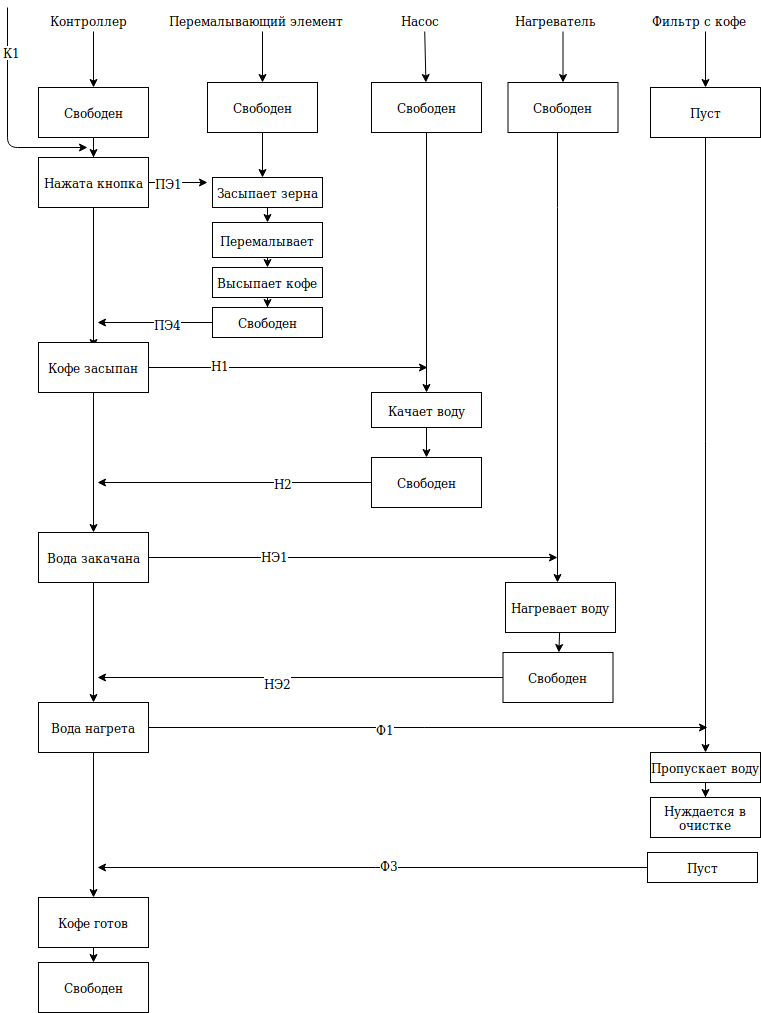 Контроллер
Перемалывающий элемент
Насос
Нагреватель
Фильтр с кофе
К1
Свободен
Свободен
Свободен
Свободен
Пуст
Нажата кнопка
ПЭ1
Засыпает зерна
Перемалывает
Высыпает кофе
ПЭ4
Свободен
Кофе засыпан
Н1
Качает воду
Н2
Свободен
Вода закачана
НЭ1
Нагревает воду
НЭ2
Свободен
Вода нагрета
Ф1
Пропускает воду
Нуждается в
очистке
Ф3
Пуст
Кофе готов
Свободен